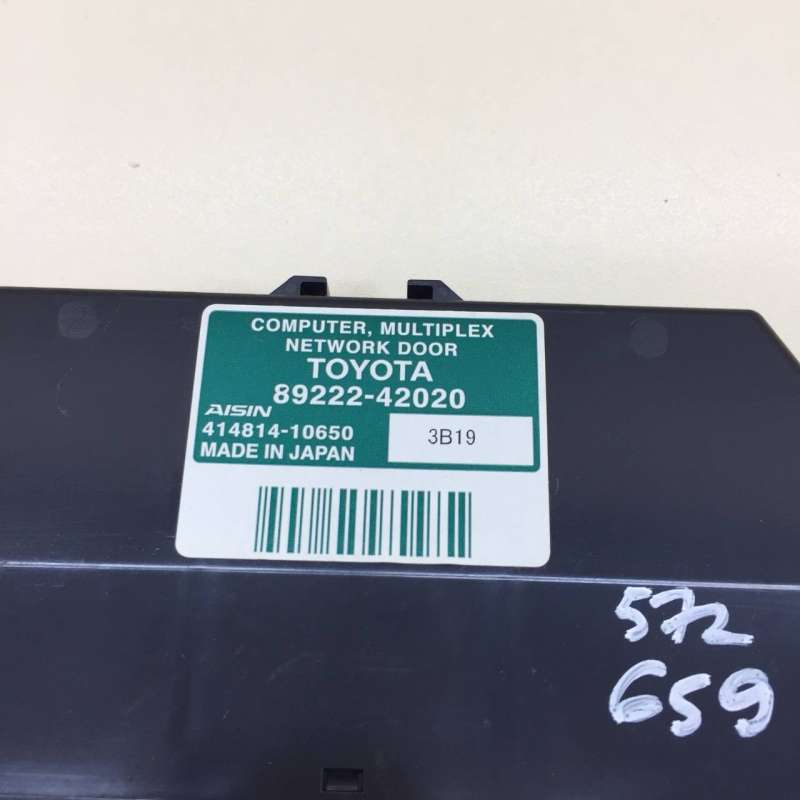 COMPUTER, MULTIPLEX
NETWORK DOOR
TOYOTA
89222-42020
AISIN
414814-10650
3B19
MADE IN JAPAN
572
659